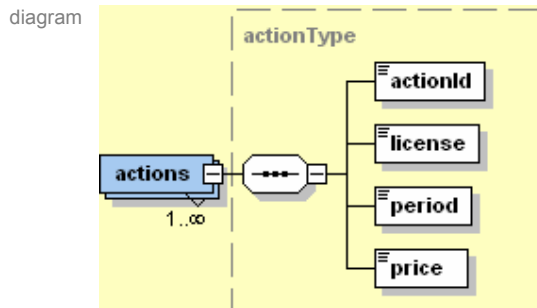 diagram
actionType
actionId
license
actions
period
1..∞
price